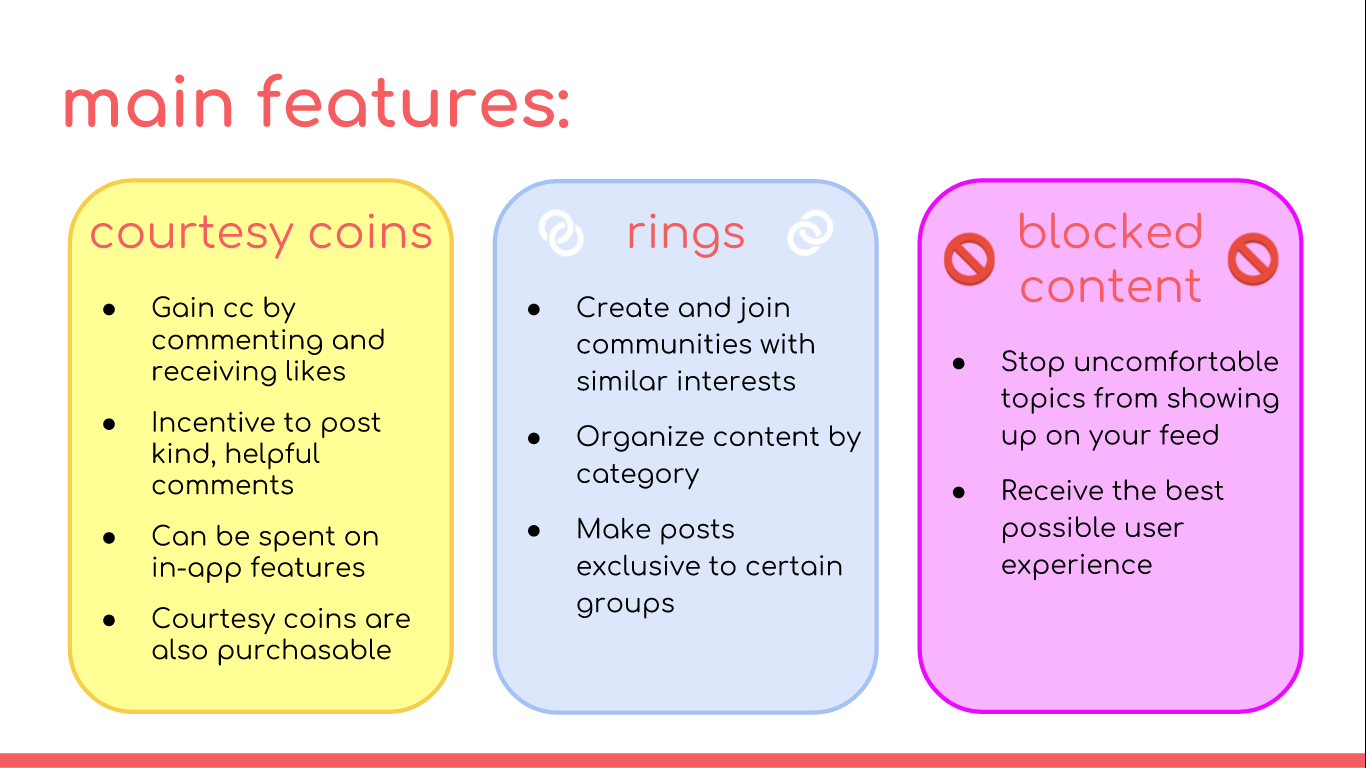 main features:
courtesy coins
● Gain cc by
commenting and
receiving likes
● Incentive to post
kind, helpful
comments
● Can be spent on
in-app features
● Courtesy coins are
also purchasable
rings
● Create and join
communities with
similar interests
● Organize content by
category
● Make posts
exclusive to certain
groups
blocked
content
● Stop uncomfortable
topics from showing
up on your feed
● Receive the best
possible user
experience